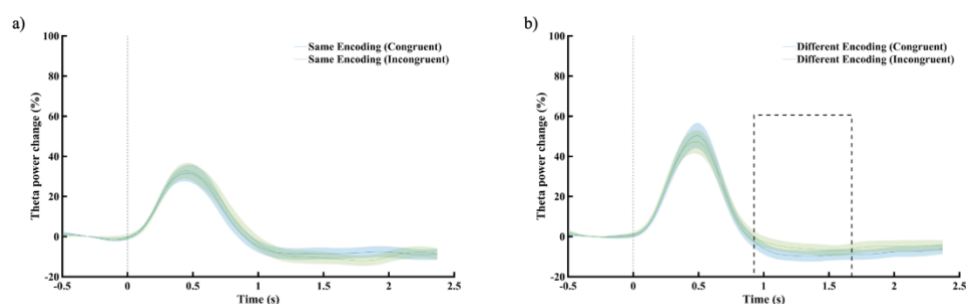 a)
100
80
60
40
20
0
-20
Theta power change (%)
Same Encoding (Congruent)
Same Encoding (Incongruent)
-0.5 0 0.5 1 1.5 2 2.5
Time (s)
b)
100
80
60
40
20
0
-20
Theta power change (%)
Different Encoding (Congruent)
Different Encoding (Incongruent)
-0.5 0 0.5 1 1.5 2 2.5
Time (s)